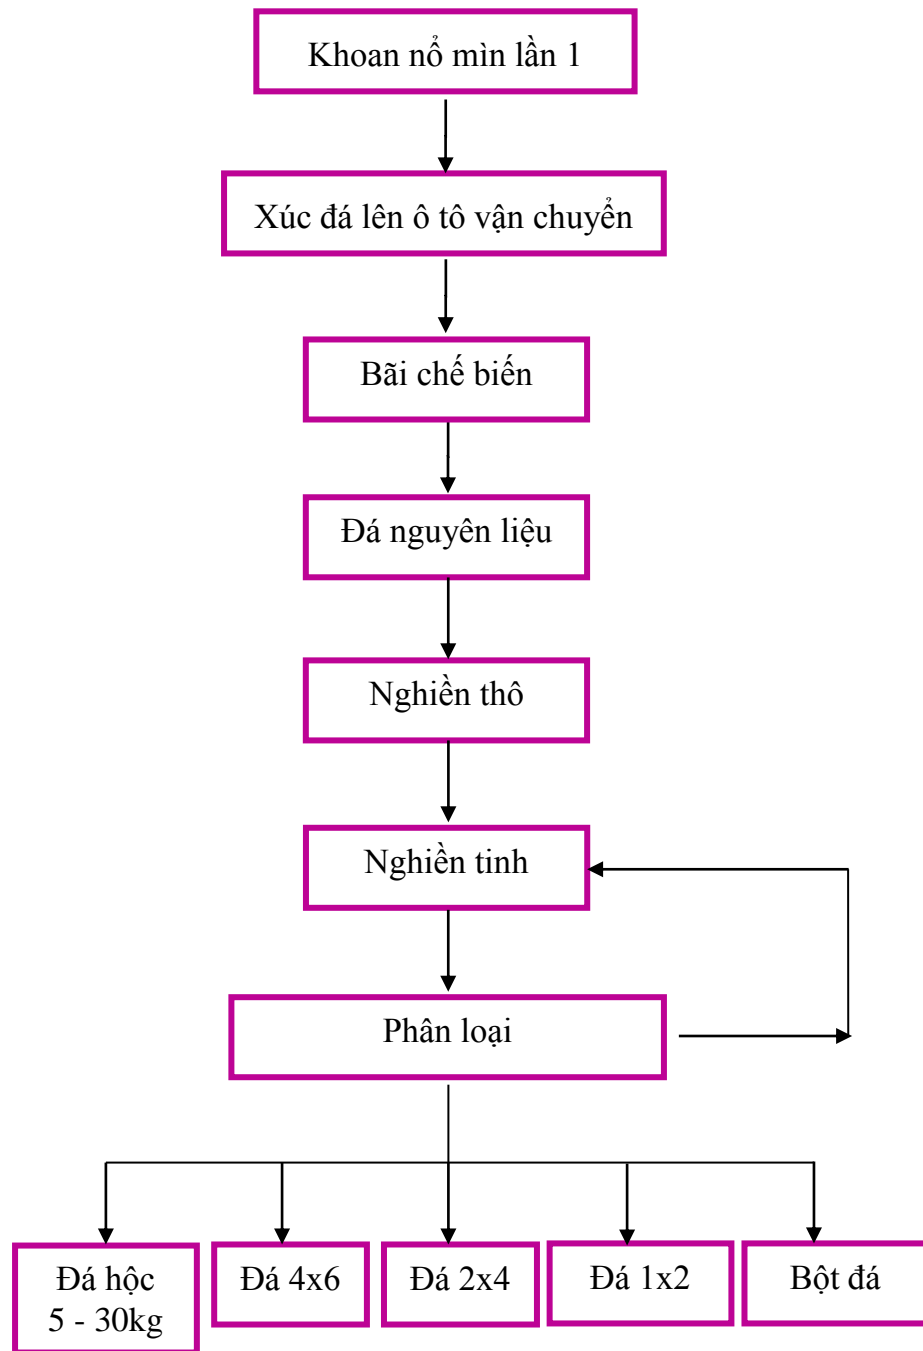 Khoan nổ mìn lần 1
Xúc đá lên ô tô vận chuyển
Bãi chế biến
Đá nguyên liệu
Nghiền thô
Nghiền tinh
Phân loại
Đá hộc
5 - 30kg
Đá 4x6
Đá 2x4
Đá 1x2
Bột đá